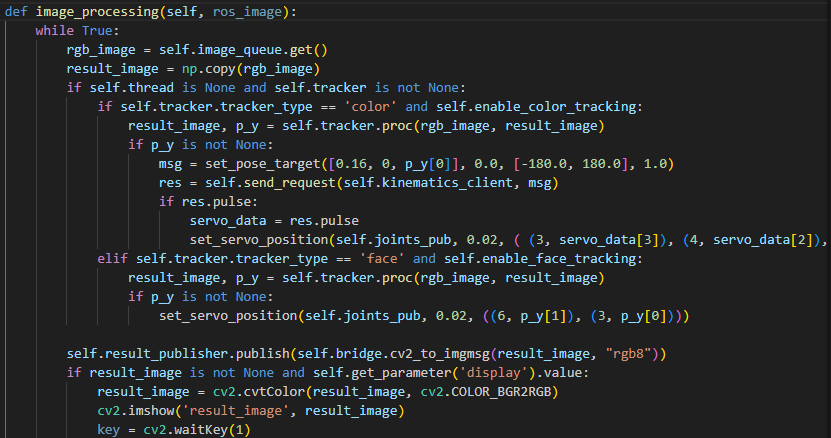 def image_processing(self, ros_image):
    while True:
        rgb_image = self.image_queue.get()
        result_image = np.copy(rgb_image)
        if self.thread is None and self.tracker is not None:
            if self.tracker.tracker_type == 'color' and self.enable_color_tracking:
                result_image, p_y = self.tracker.proc(rgb_image, result_image)
                if p_y is not None:
                    msg = set_pose_target([0.16, 0, p_y[0]], 0.0, [-180.0, 180.0], 1.0)
                    res = self.send_request(self.kinematics_client, msg)
                    if res.pulse:
                        servo_data = res.pulse
                        set_servo_position(self.joints_pub, 0.02, ( (3, servo_data[3]), (4, servo_data[2]),
            elif self.tracker.tracker_type == 'face' and self.enable_face_tracking:
                result_image, p_y = self.tracker.proc(rgb_image, result_image)
                if p_y is not None:
                    set_servo_position(self.joints_pub, 0.02, ((6, p_y[1]), (3, p_y[0])))
        self.result_publisher.publish(self.bridge.cv2_to_imgmsg(result_image, "rgb8"))
        if result_image is not None and self.get_parameter('display').value:
            result_image = cv2.cvtColor(result_image, cv2.COLOR_BGR2RGB)
            cv2.imshow('result_image', result_image)
            key = cv2.waitKey(1)